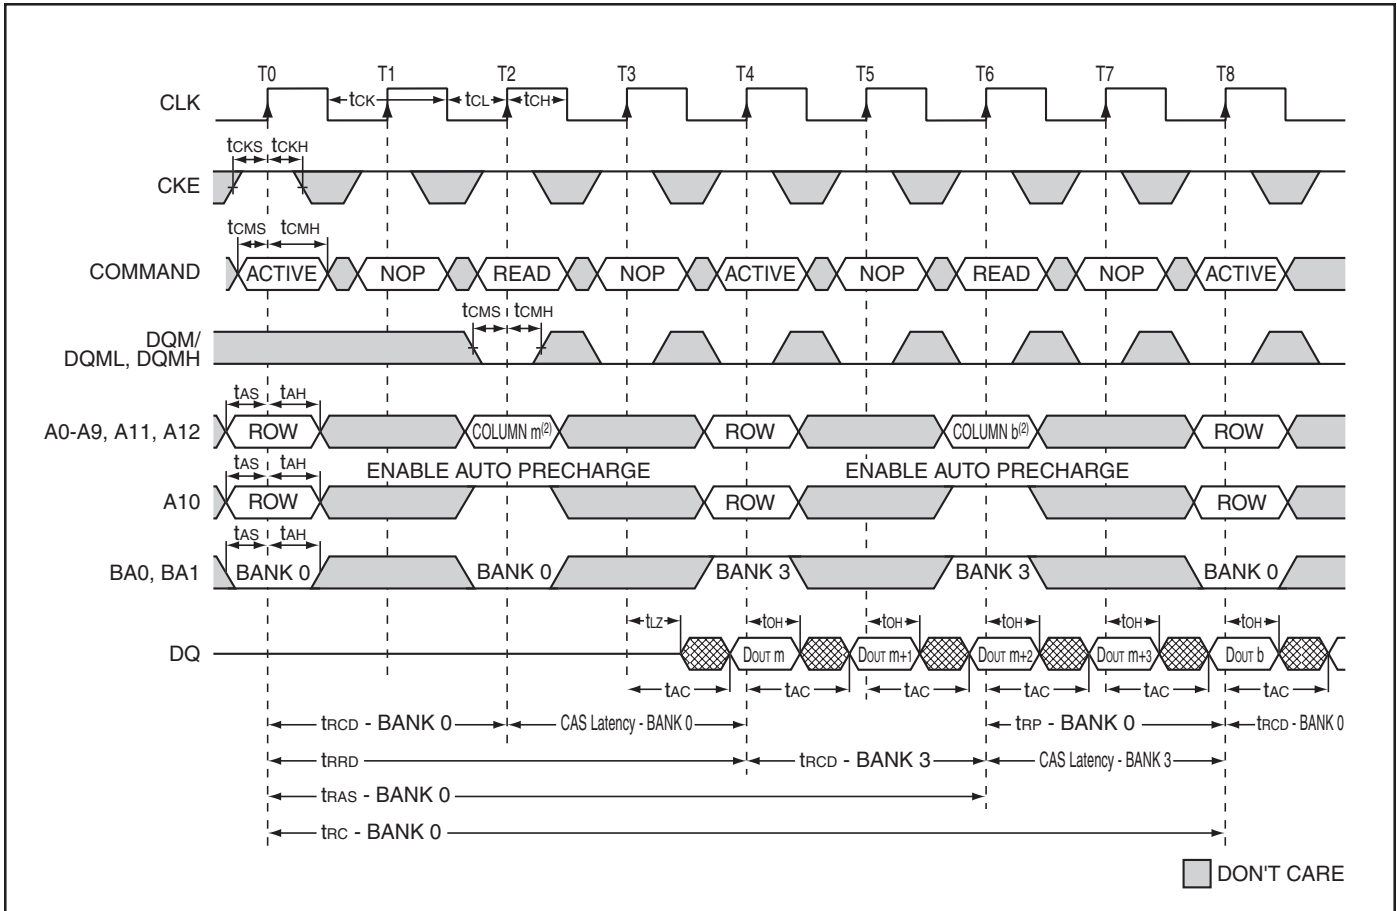 T0 T1 T2 T3 T4 T5 T6 T7 T8
CLK tCK tCL tCH
tCKS tCKH
CKE
tCMS tCMH
COMMAND ACTIVE NOP READ NOP ACTIVE NOP READ NOP ACTIVE
tCMS tCMH
DQM/
DQML, DQMH
tAS tAH
A0-A9, A11, A12 ROW COLUMN m(2) ROW COLUMN b(2) ROW
tAS tAH ENABLE AUTO PRECHARGE ENABLE AUTO PRECHARGE
A10 ROW ROW ROW
tAS tAH
BA0, BA1 BANK 0 BANK 0 BANK 3 BANK 3 BANK 0
tLZ tOH tOH tOH tOH tOH
DQ DOUT m DOUT m+1 DOUT m+2 DOUT m+3 DOUT b
tAC tAC tAC tAC tAC tAC
tRCD - BANK 0 CAS Latency - BANK 0 tRP - BANK 0 tRCD - BANK 0
tRRD tRCD - BANK 3 CAS Latency - BANK 3
tRAS - BANK 0
tRC - BANK 0
DON'T CARE